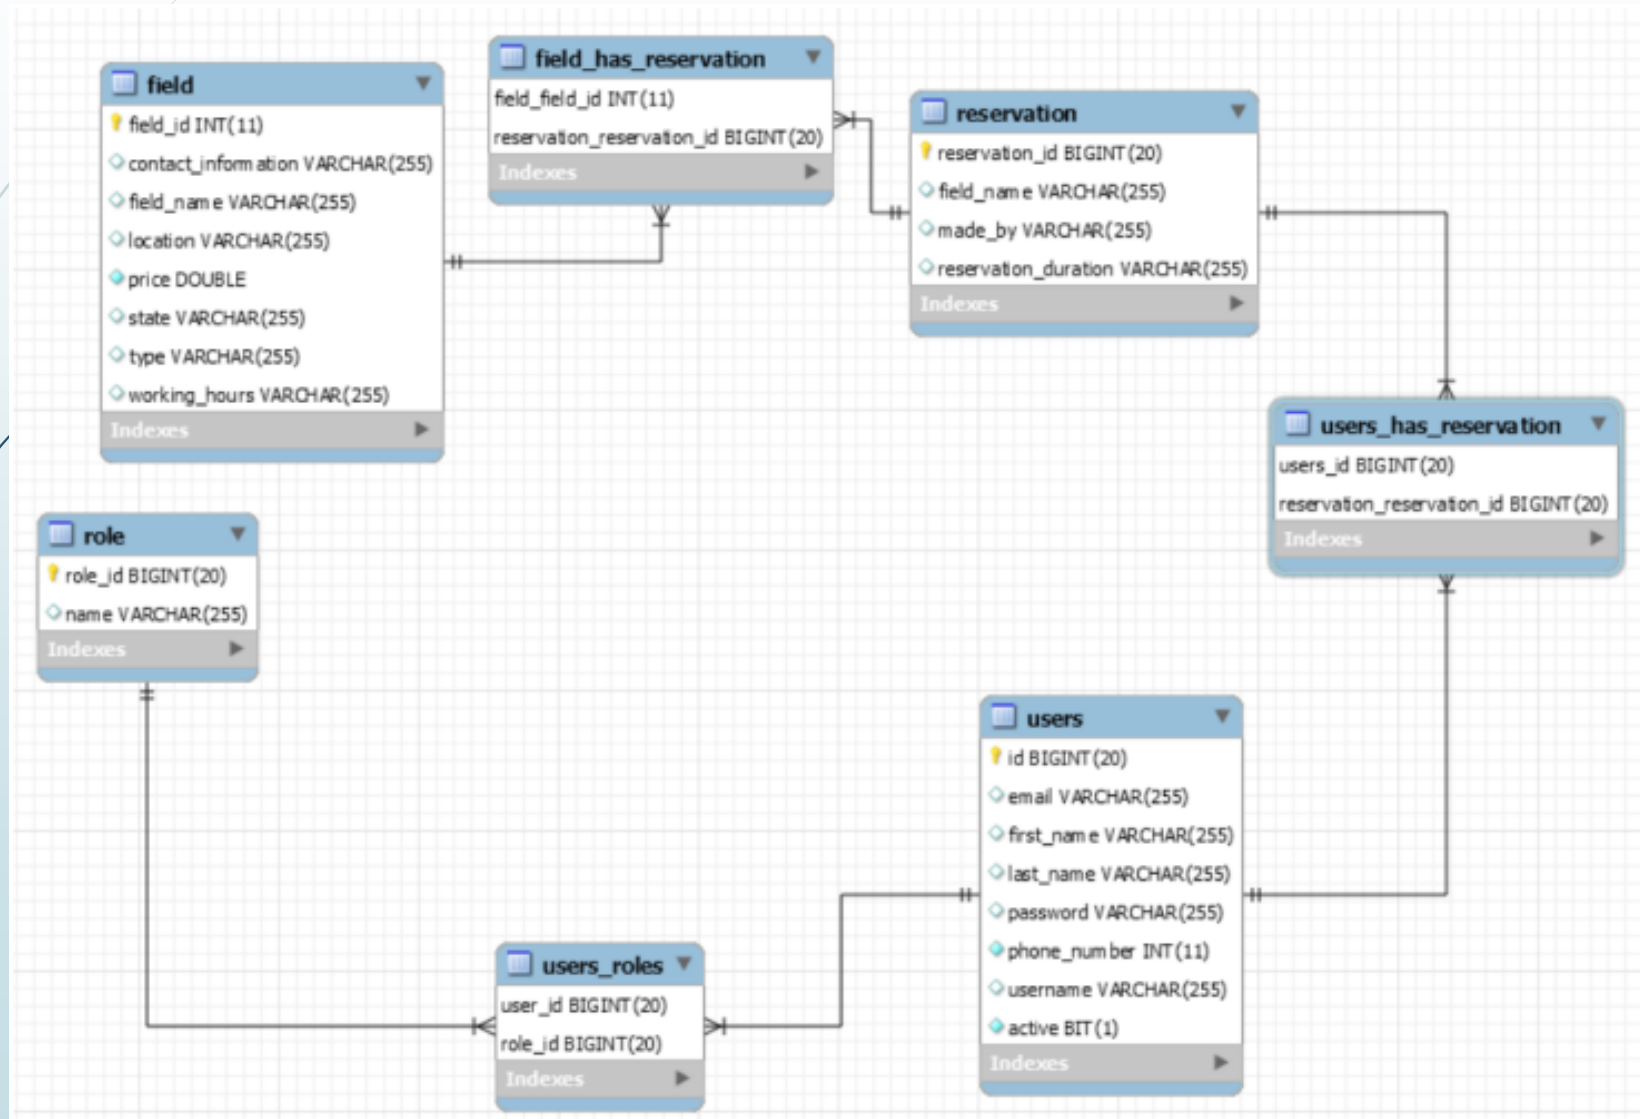 field
field_id INT(11)
contact_information VARCHAR(255)
field_name VARCHAR(255)
location VARCHAR(255)
price DOUBLE
state VARCHAR(255)
type VARCHAR(255)
working_hours VARCHAR(255)
Indexes
field_has_reservation
field_field_id INT(11)
reservation_reservation_id BIGINT(20)
Indexes
reservation
reservation_id BIGINT(20)
field_name VARCHAR(255)
made_by VARCHAR(255)
reservation_duration VARCHAR(255)
Indexes
users_has_reservation
users_id BIGINT(20)
reservation_reservation_id BIGINT(20)
Indexes
role
role_id BIGINT(20)
name VARCHAR(255)
Indexes
users
id BIGINT(20)
email VARCHAR(255)
first_name VARCHAR(255)
last_name VARCHAR(255)
password VARCHAR(255)
phone_number INT(11)
username VARCHAR(255)
active BIT(1)
Indexes
users_roles
user_id BIGINT(20)
role_id BIGINT(20)
Indexes